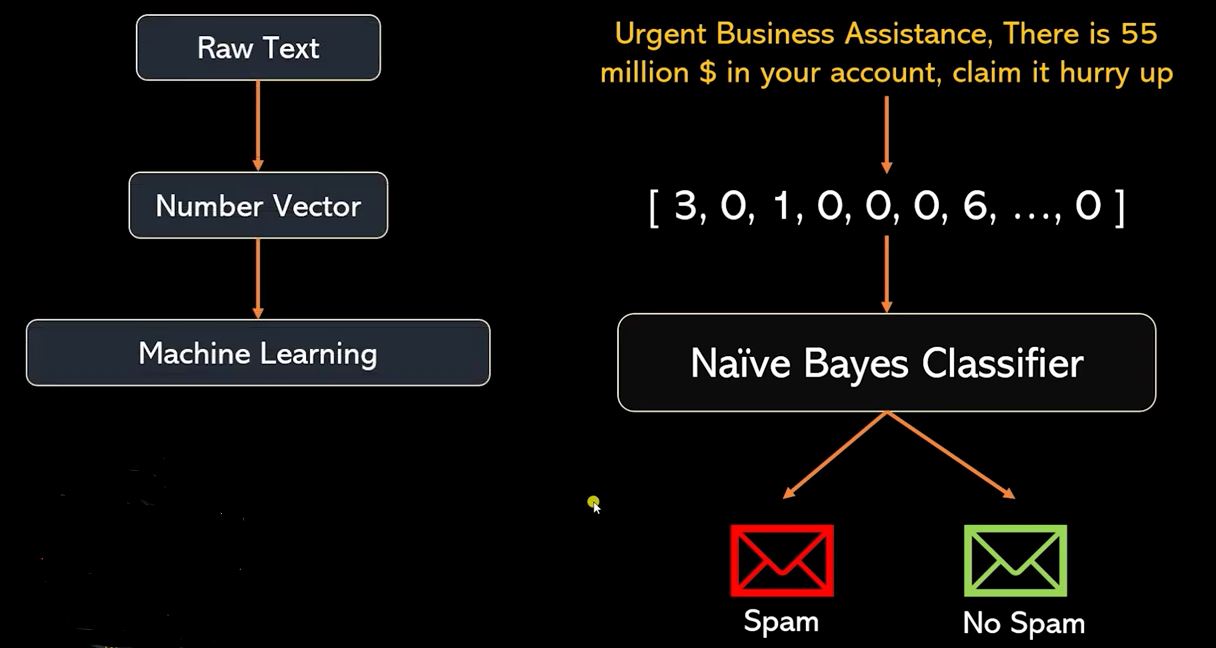 Raw Text
Number Vector
Machine Learning
Urgent Business Assistance, There is 55
million $ in your account, claim it hurry up
[ 3, 0, 1, 0, 0, 0, 6, ..., 0 ]
Naïve Bayes Classifier
Spam
No Spam